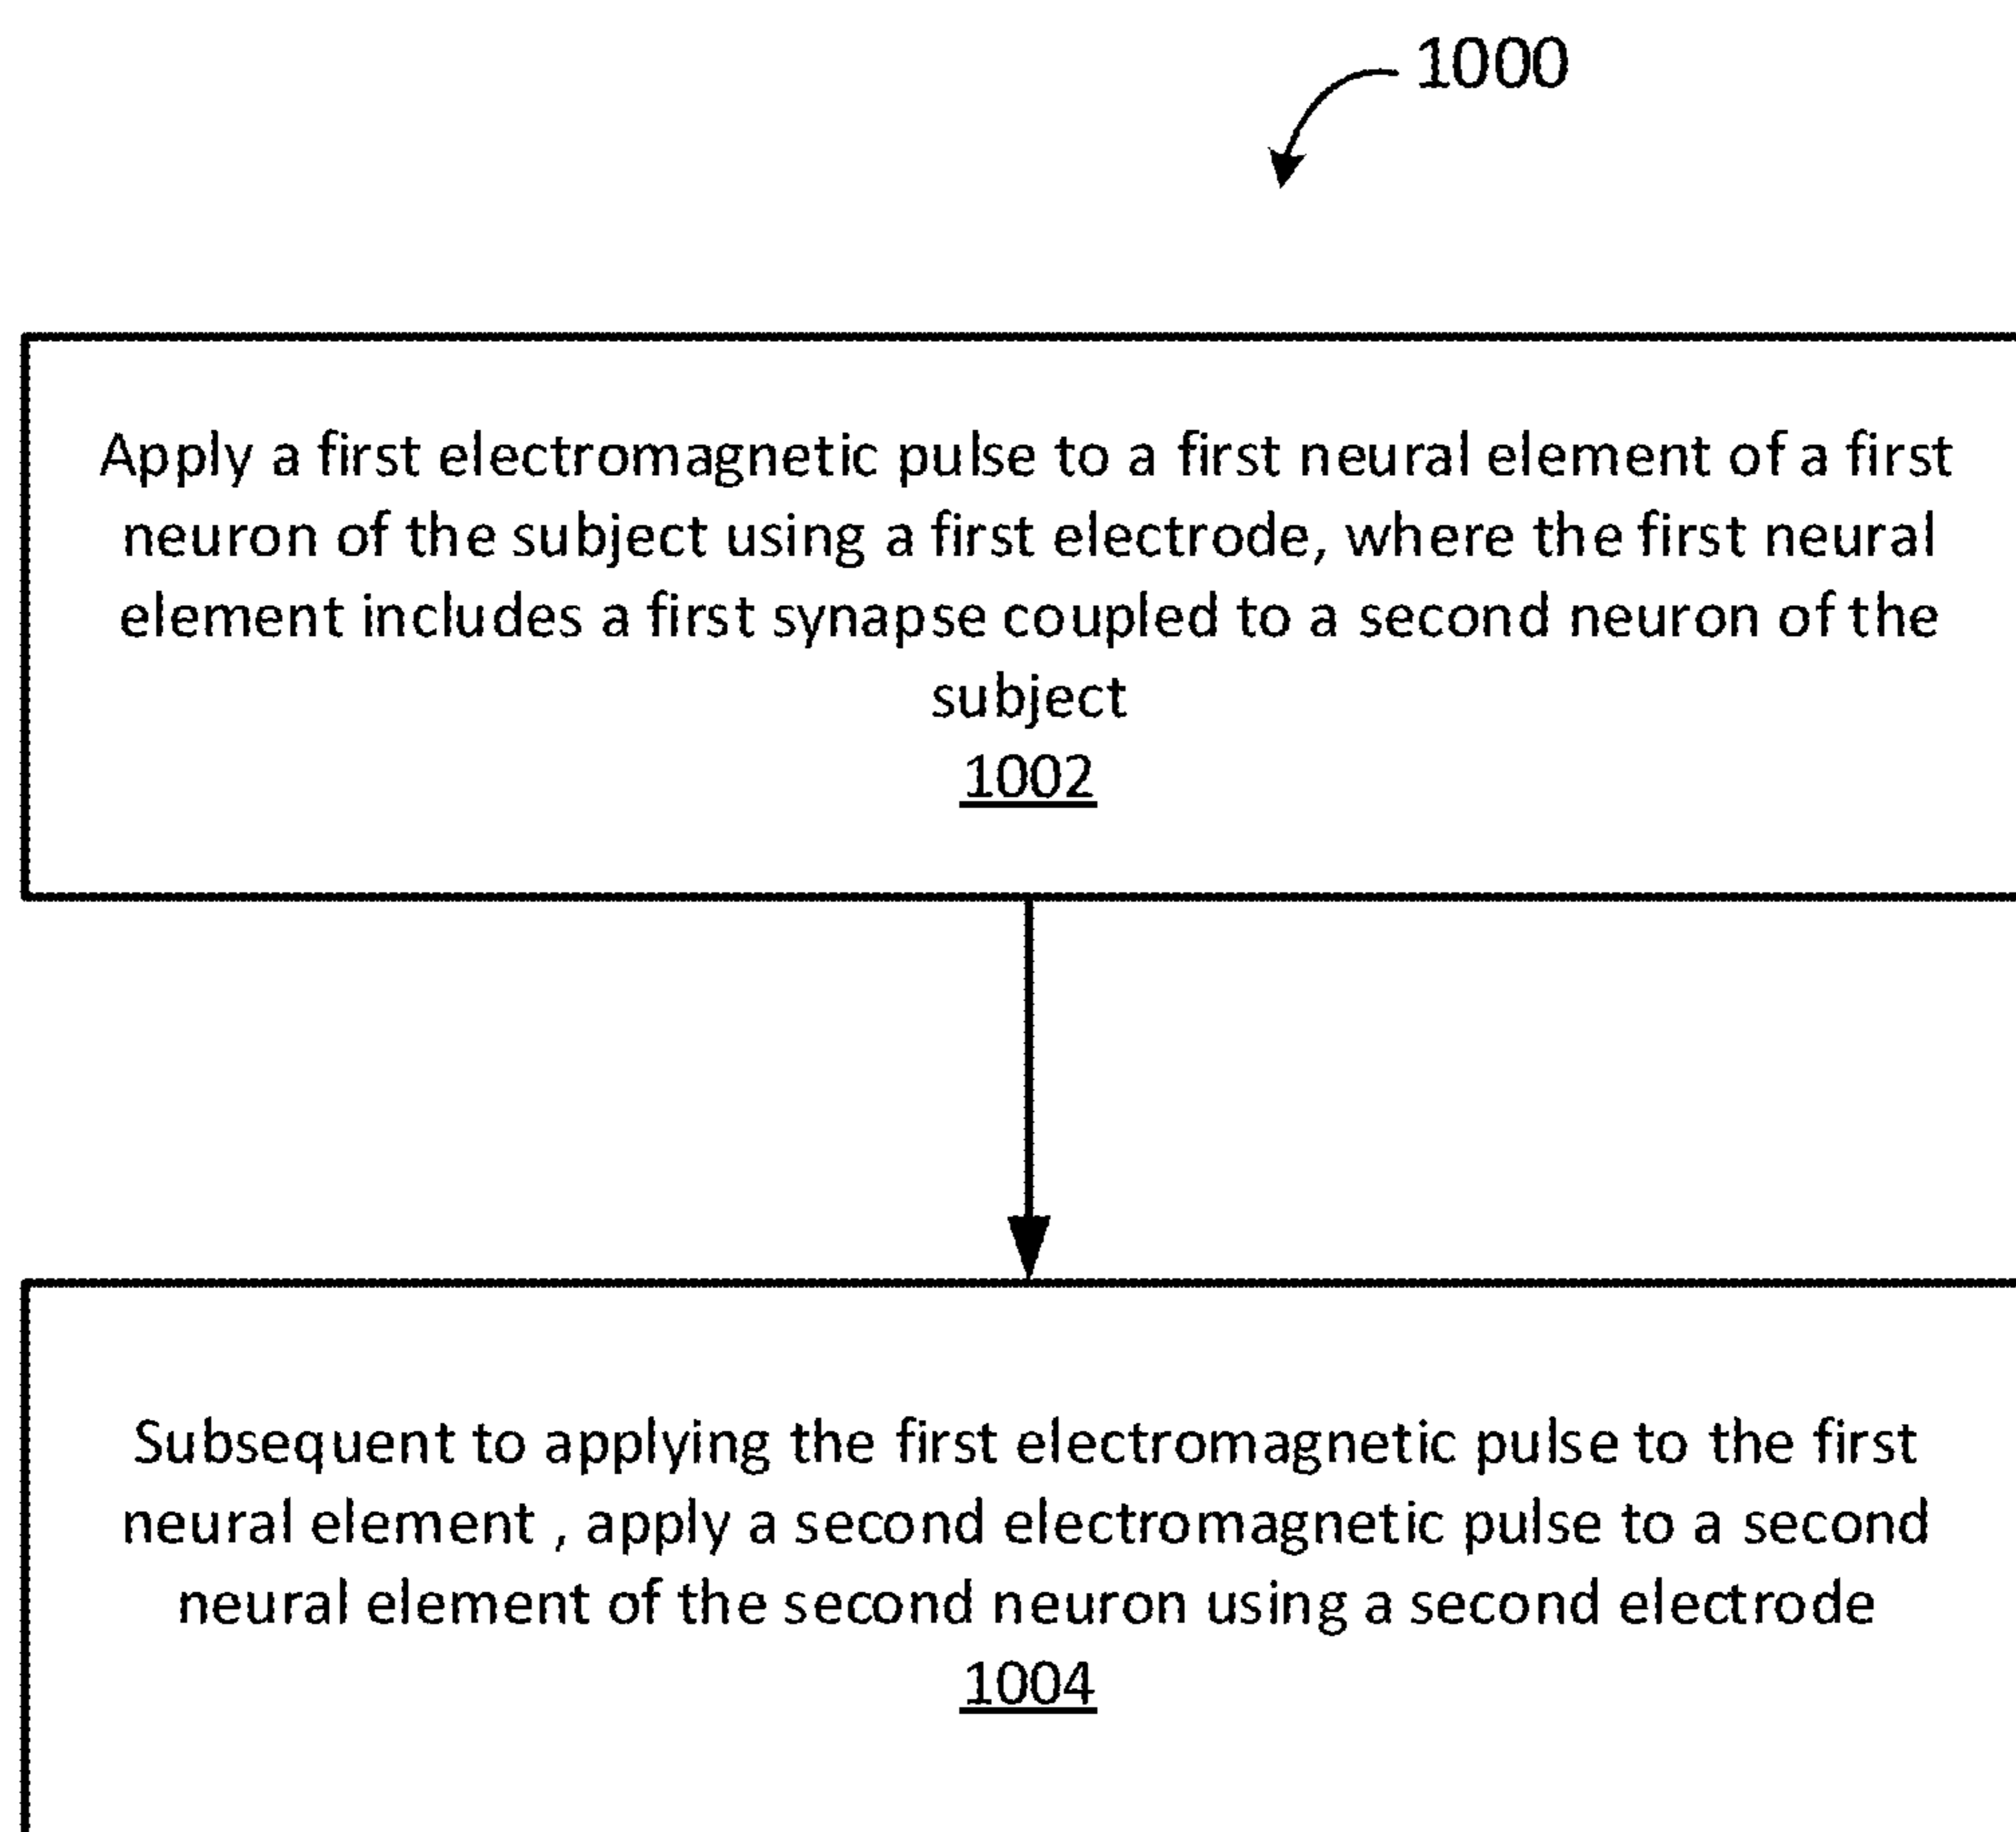 1000
Apply a first electromagnetic pulse to a first neural element of a first
neuron of the subject using a first electrode, where the first neural
element includes a first synapse coupled to a second neuron of the
subject
1002
Subsequent to applying the first electromagnetic pulse to the first
neural element , apply a second electromagnetic pulse to a second
neural element of the second neuron using a second electrode
1004